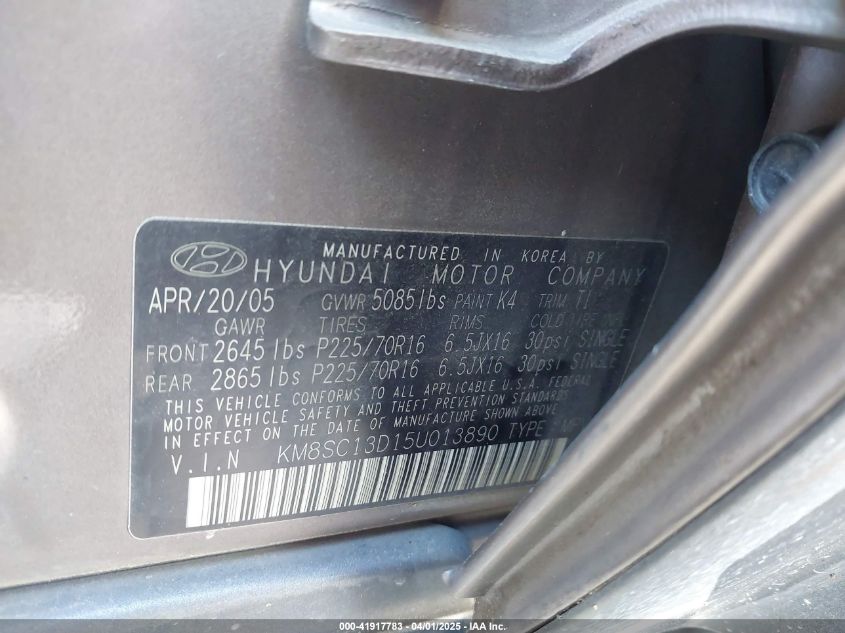 MANUFACTURED IN KOREA BY
HYUNDAI MOTOR COMPANY
APR/20/05 GVWR 5085lbs PAINT K4 TRIM TI
GAWR TIRES RIMS COLD TIRE
FRONT 2645 lbs P225/70R16 6.5JX16 30psi SINGLE
REAR 2865 lbs P225/70R16 6.5JX16 30psi SINGLE
THIS VEHICLE CONFORMS TO ALL APPLICABLE U.S.A. FEDERAL
MOTOR VEHICLE SAFETY AND THEFT PREVENTION STANDARDS
IN EFFECT ON THE DATE OF MANUFACTURE SHOWN ABOVE
V.I.N KM8SC13D15U013890 TYPE
000-41917783 - 04/01/2025 - IAA Inc.